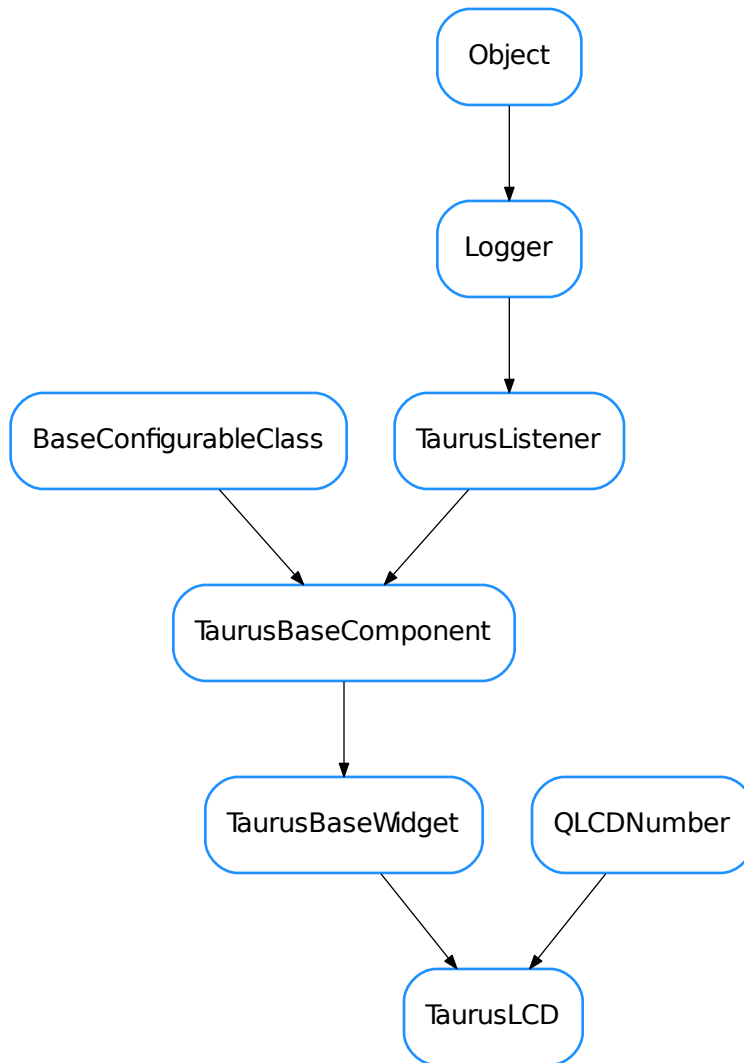 Object
Logger
BaseConfigurableClass
TaurusListener
TaurusBaseComponent
TaurusBaseWidget
QLCDNumber
TaurusLCD